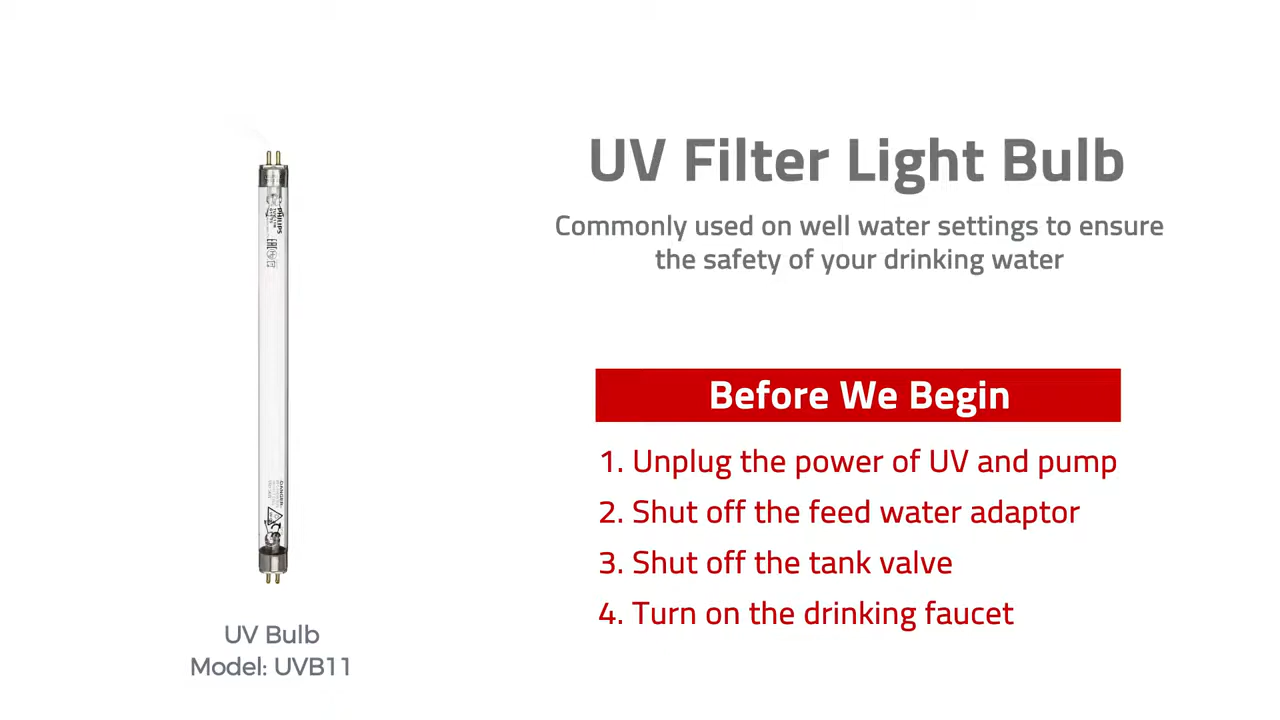 UV Filter Light Bulb
Commonly used on well water settings to ensure
the safety of your drinking water
Before We Begin
1. Unplug the power of UV and pump
2. Shut off the feed water adaptor
3. Shut off the tank valve
4. Turn on the drinking faucet
PHILIPS
DANGER:
UV Bulb
Model: UVB11